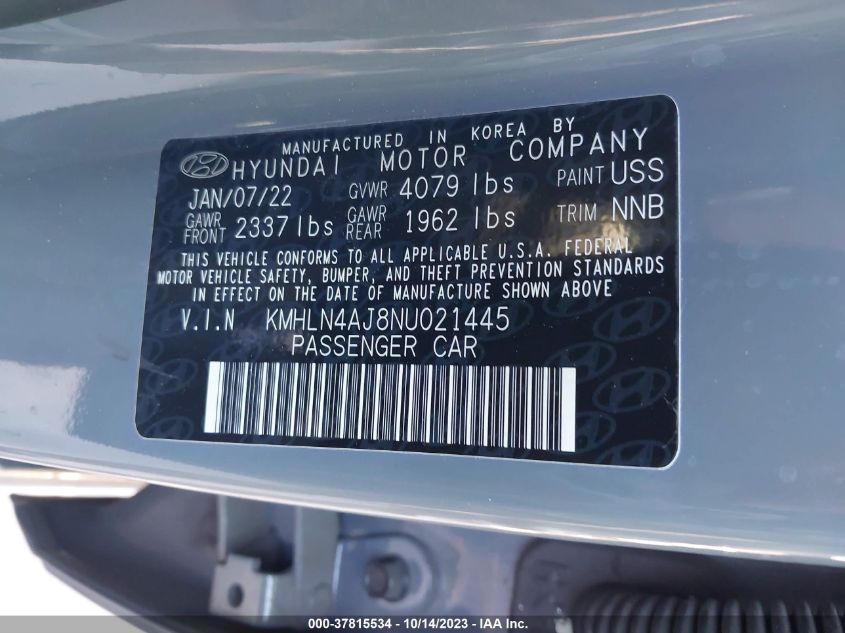 MANUFACTURED IN KOREA BY
HYUNDAI MOTOR COMPANY
JAN/07/22 GVWR 4079 lbs PAINT USS
GAWR FRONT 2337 lbs GAWR REAR 1962 lbs TRIM NNB
THIS VEHICLE CONFORMS TO ALL APPLICABLE U.S.A. FEDERAL
MOTOR VEHICLE SAFETY, BUMPER, AND THEFT PREVENTION STANDARDS
IN EFFECT ON THE DATE OF MANUFACTURE SHOWN ABOVE
V.I.N KMHLN4AJ8NU021445
PASSENGER CAR
000-37815534 - 10/14/2023 - IAA Inc.